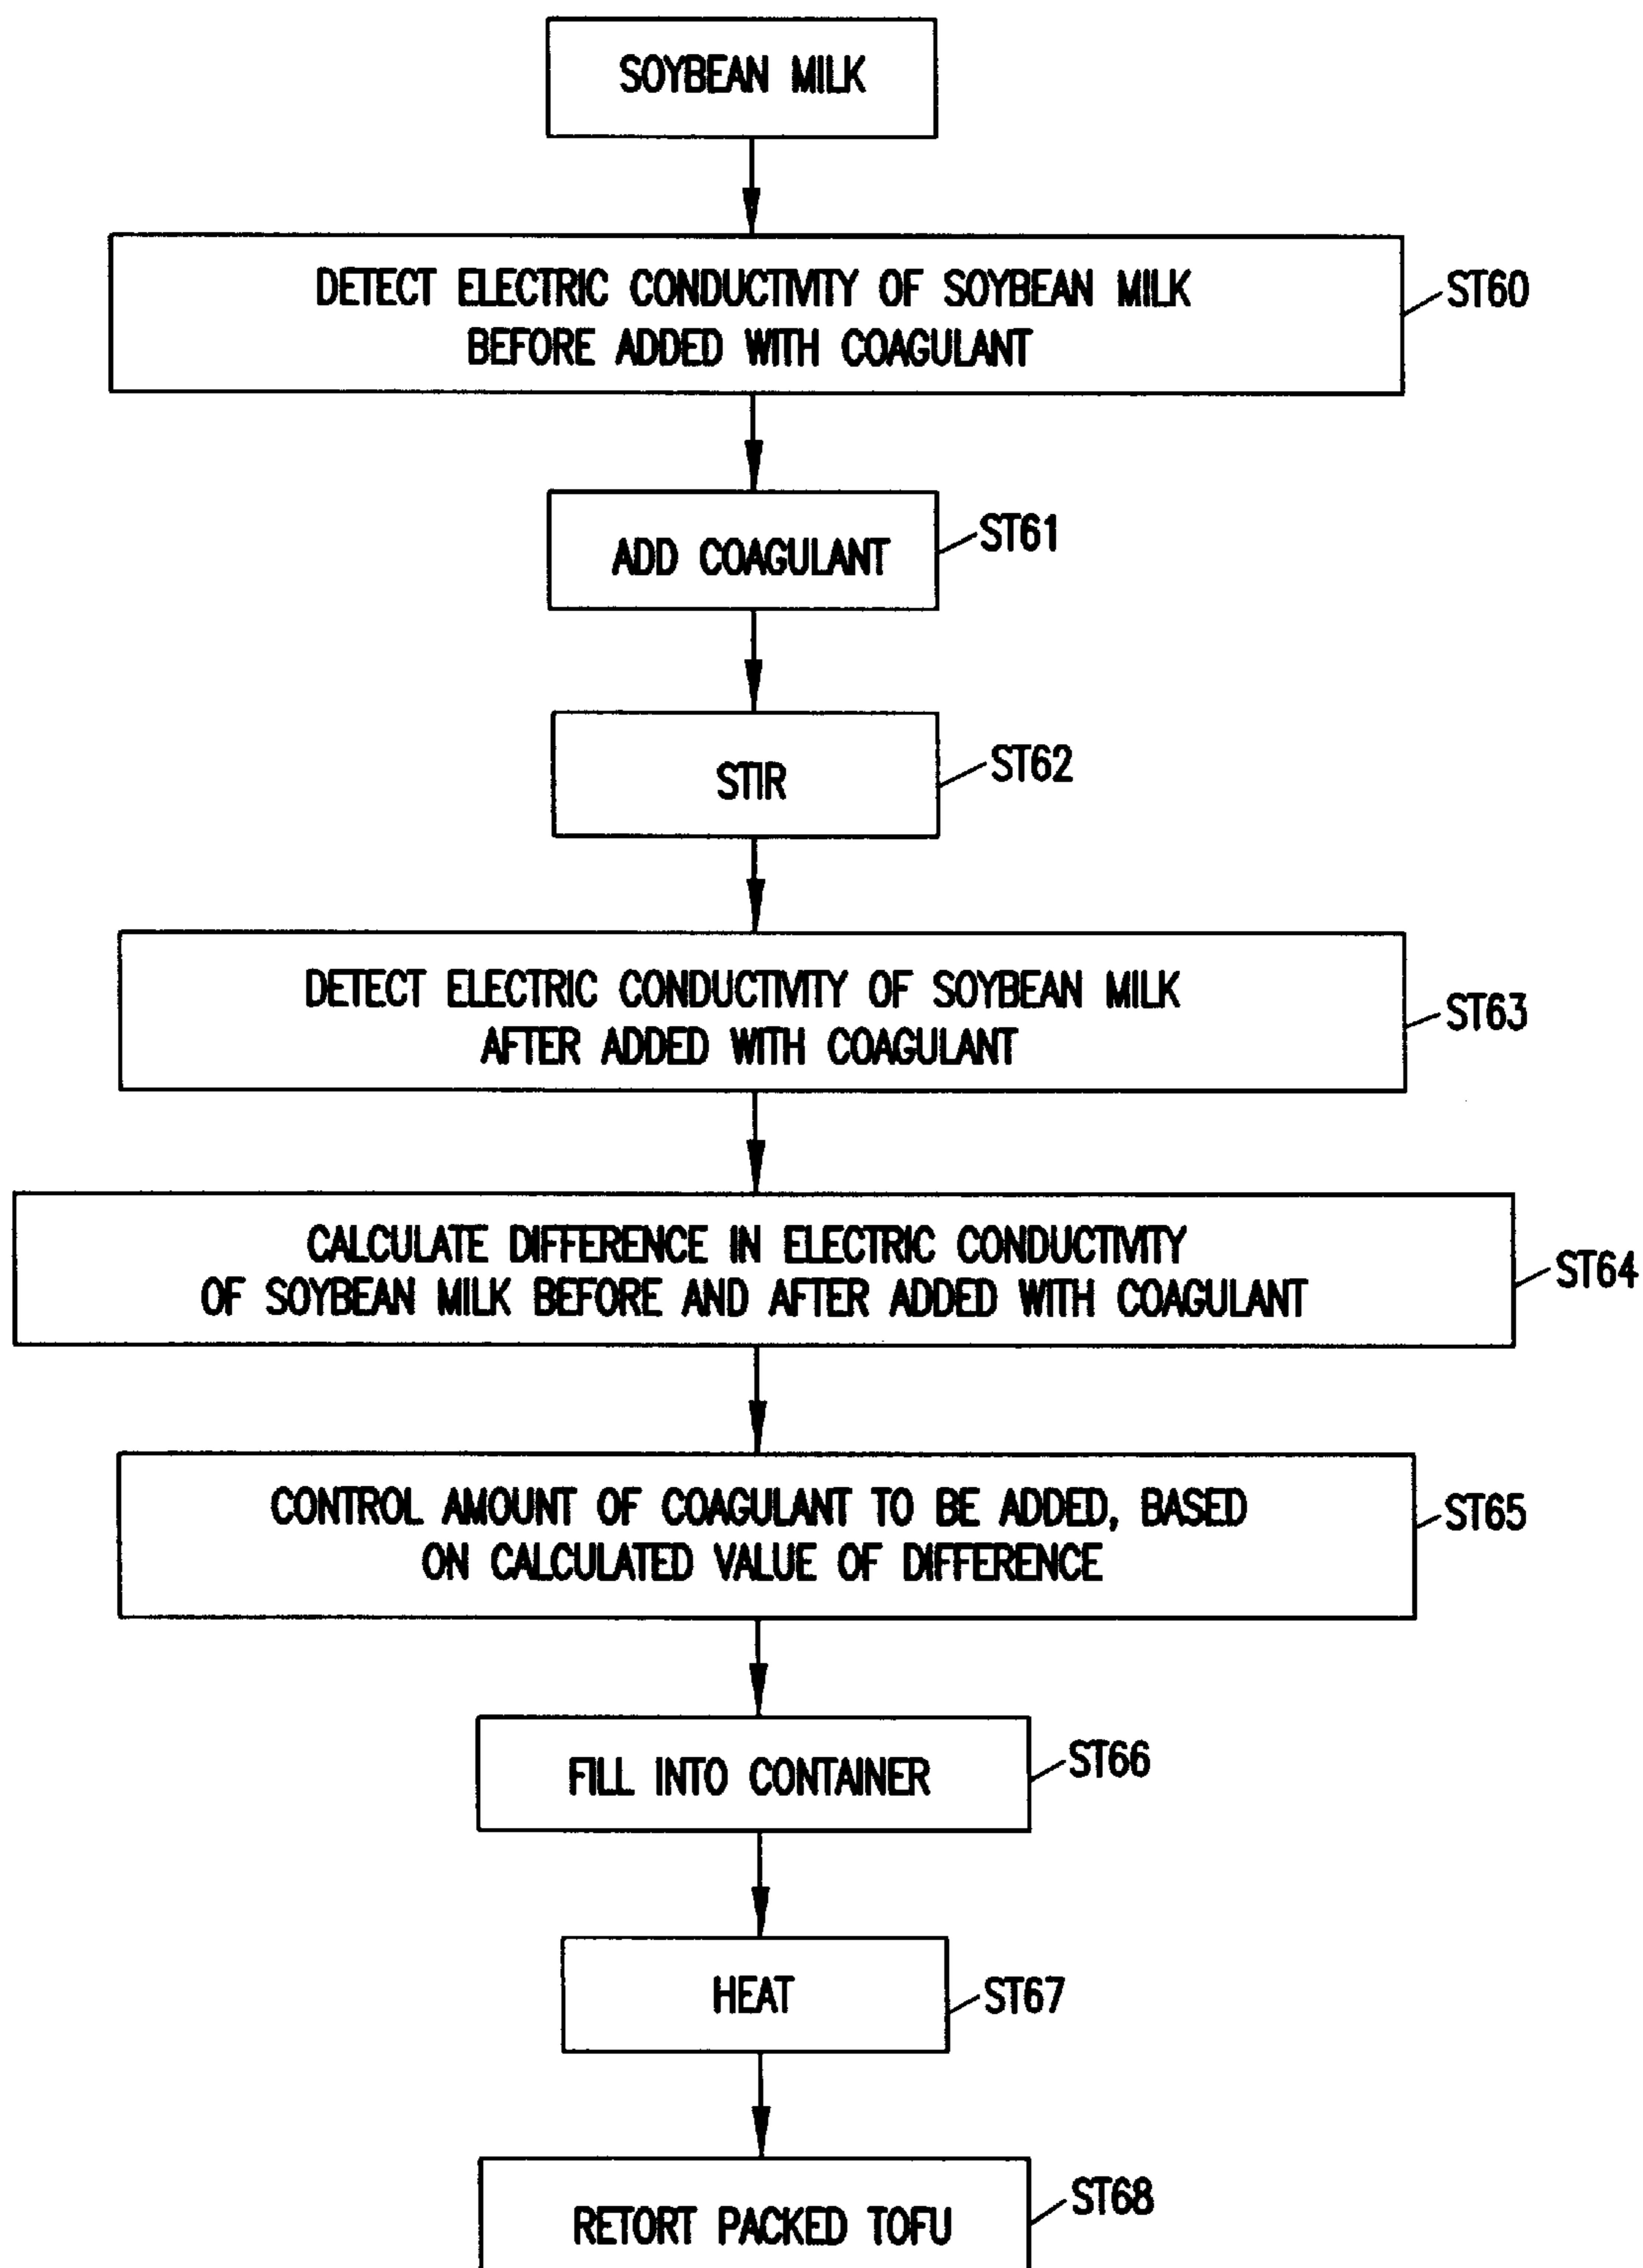 SOYBEAN MILK
DETECT ELECTRIC CONDUCTIVITY OF SOYBEAN MILK
BEFORE ADDED WITH COAGULANT
ST60
ADD COAGULANT
ST61
STIR
ST62
DETECT ELECTRIC CONDUCTIVITY OF SOYBEAN MILK
AFTER ADDED WITH COAGULANT
ST63
CALCULATE DIFFERENCE IN ELECTRIC CONDUCTIVITY
OF SOYBEAN MILK BEFORE AND AFTER ADDED WITH COAGULANT
ST64
CONTROL AMOUNT OF COAGULANT TO BE ADDED, BASED
ON CALCULATED VALUE OF DIFFERENCE
ST65
FILL INTO CONTAINER
ST66
HEAT
ST67
RETORT PACKED TOFU
ST68